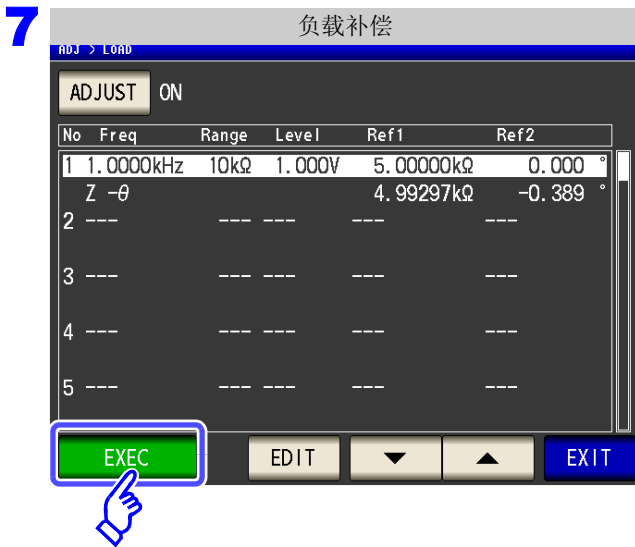 7
负载补偿
ADJ > LOAD
ADJUST ON
No Freq Range Level Ref1 Ref2
1 1.0000kHz 10kΩ 1.000V 5.00000kΩ 0.000 °
Z -θ 4.99297kΩ -0.389 °
2 --- --- --- --- ---
3 --- --- --- --- ---
4 --- --- --- --- ---
5 --- --- --- --- ---
EXEC EDIT ▼ ▲ EXIT